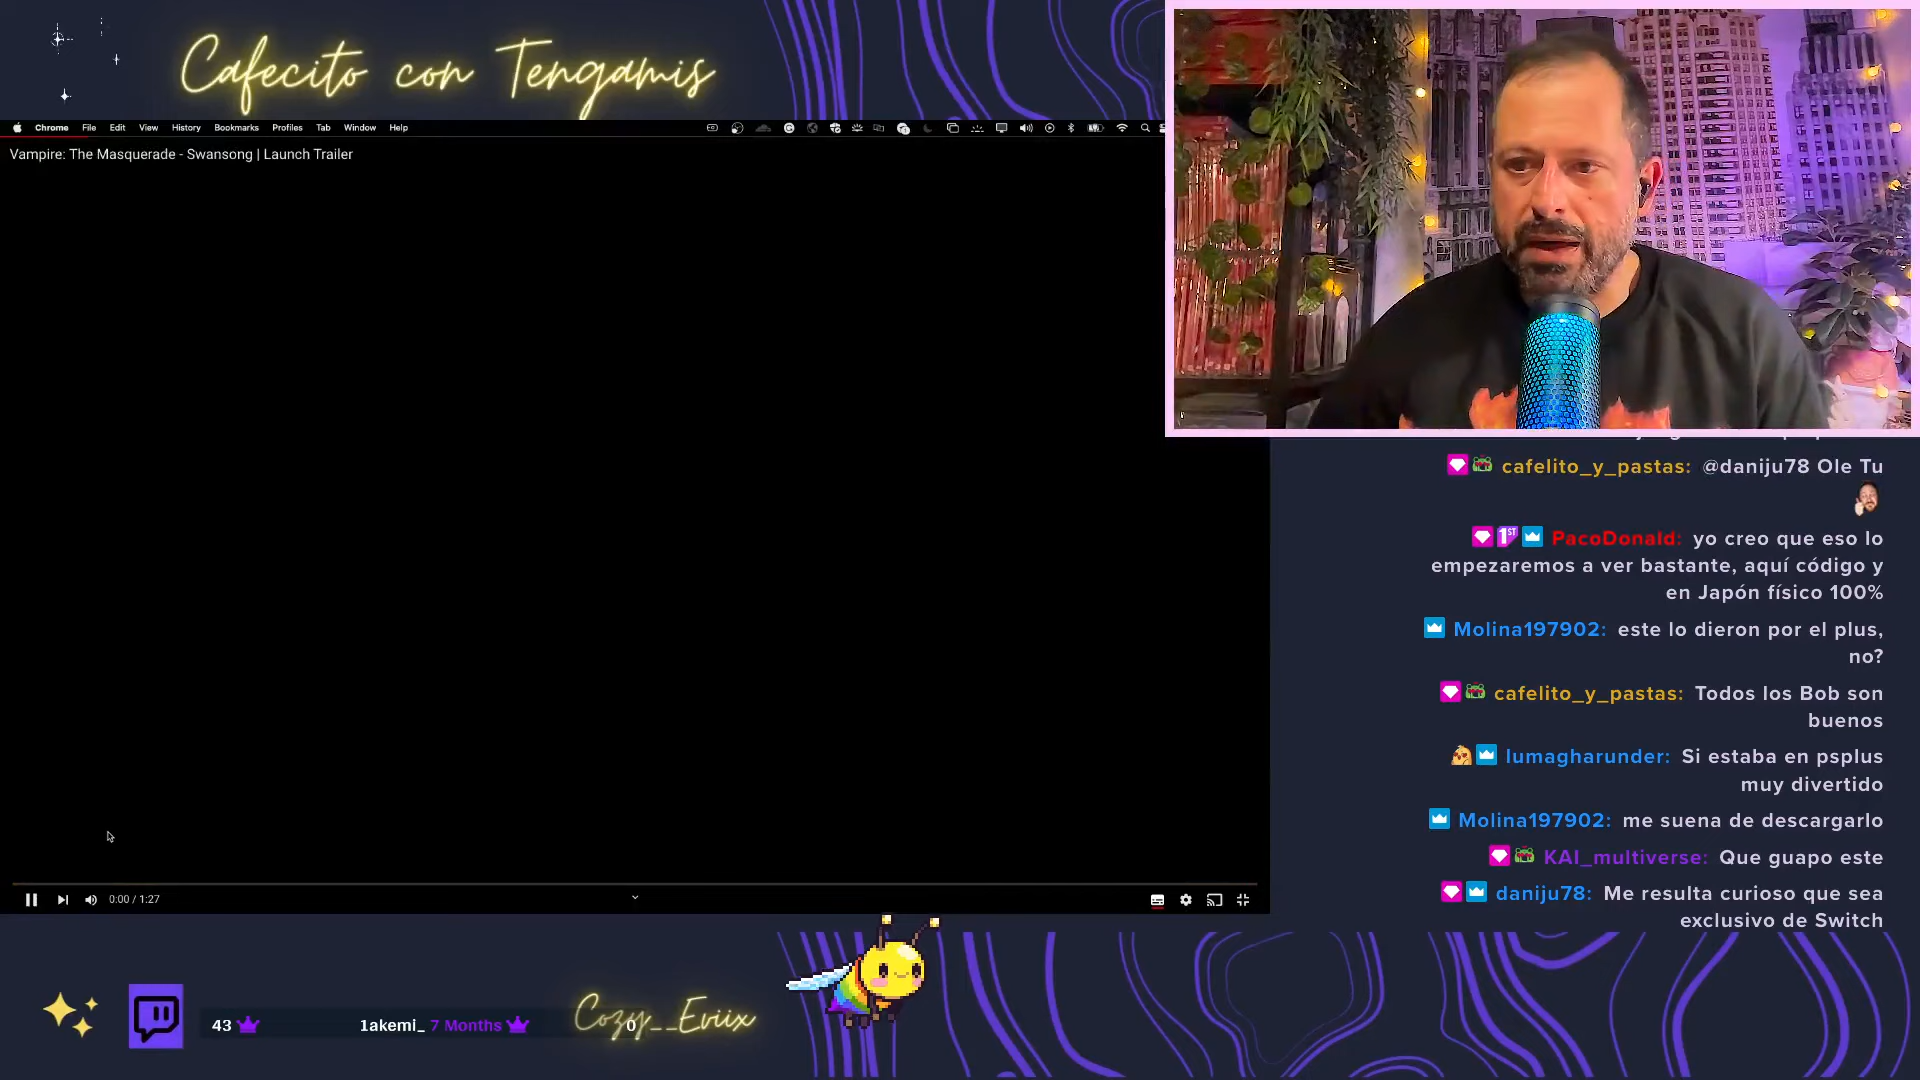 Cafecito con Tengamis
Chrome File Edit View History Bookmarks Profiles Tab Window Help
Vampire: The Masquerade - Swansong | Launch Trailer
cafelito_y_pastas: @daniju78 Ole Tu
1ST PacoDonald: yo creo que eso lo
empezaremos a ver bastante, aquí código y
en Japón físico 100%
Molina197902: este lo dieron por el plus,
no?
cafelito_y_pastas: Todos los Bob son
buenos
lumagharunder: Si estaba en psplus
muy divertido
Molina197902: me suena de descargarlo
KAI_multiverse: Que guapo este
daniju78: Me resulta curioso que sea
exclusivo de Switch
0:00 / 1:27
43
1akemi_ 7 Months
Cozy__Eviix
0